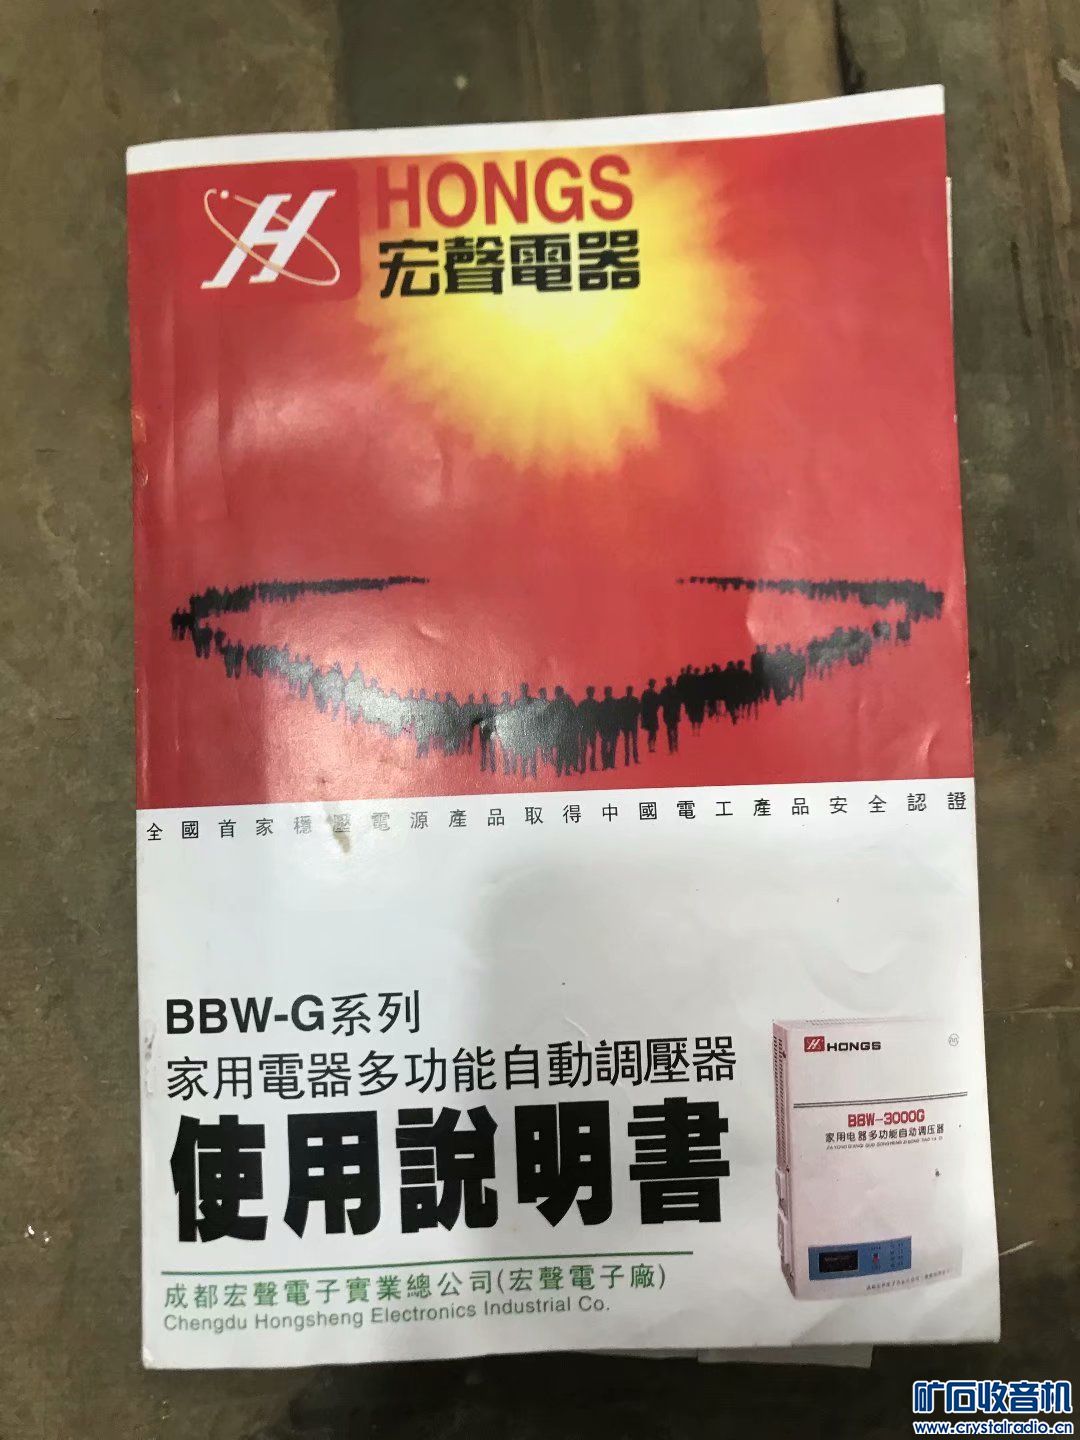 HONGS
宏聲電器
全國首家穩壓電源產品取得中國電工產品安全認證
BBW-G系列
家用電器多功能自動調壓器
使用說明書
HONGS
BBW-3000G
家用电器多功能自动调压器
成都宏聲電子實業總公司(宏聲電子廠)
Chengdu Hongsheng Electronics Industrial Co.
矿石收音机
www.crystalradio.cn